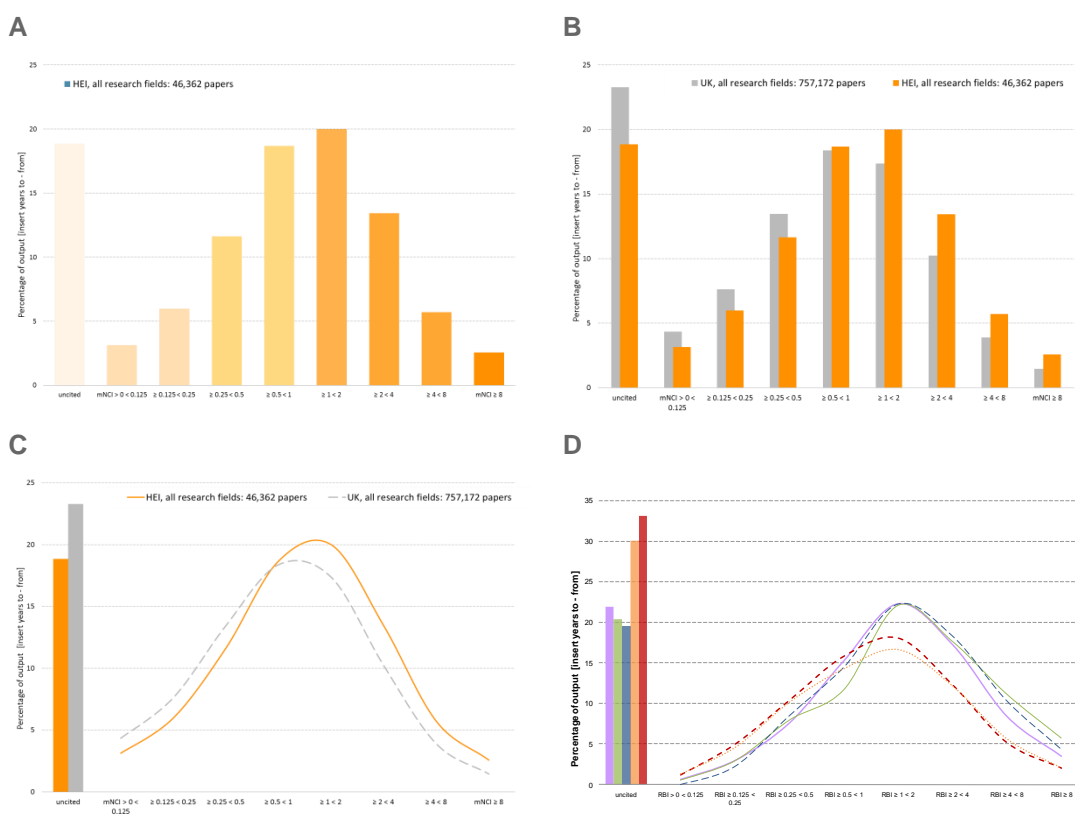 A
25
20
15
10
5
0
Percentage of output [insert years to - from]
HEI, all research fields: 46,362 papers
uncited
mNCI > 0 < 0.125
≥ 0.125 < 0.25
≥ 0.25 < 0.5
≥ 0.5 < 1
≥ 1 < 2
≥ 2 < 4
≥ 4 < 8
mNCI ≥ 8
B
25
20
15
10
5
0
Percentage of output [insert years to - from]
UK, all research fields: 757,172 papers
HEI, all research fields: 46,362 papers
uncited
mNCI > 0 <
0.125
≥ 0.125 < 0.25
≥ 0.25 < 0.5
≥ 0.5 < 1
≥ 1 < 2
≥ 2 < 4
≥ 4 < 8
mNCI ≥ 8
C
25
20
15
10
5
0
Percentage of output [insert years to - from]
HEI, all research fields: 46,362 papers
UK, all research fields: 757,172 papers
uncited
mNCI > 0 <
0.125
≥ 0.125 < 0.25
≥ 0.25 < 0.5
≥ 0.5 < 1
≥ 1 < 2
≥ 2 < 4
≥ 4 < 8
mNCI ≥ 8
D
35
30
25
20
15
10
5
0
Percentage of output [insert years to - from]
uncited
RBI > 0 < 0.125
RBI ≥ 0.125 <
0.25
RBI ≥ 0.25 < 0.5
RBI ≥ 0.5 < 1
RBI ≥ 1 < 2
RBI ≥ 2 < 4
RBI ≥ 4 < 8
RBI ≥ 8